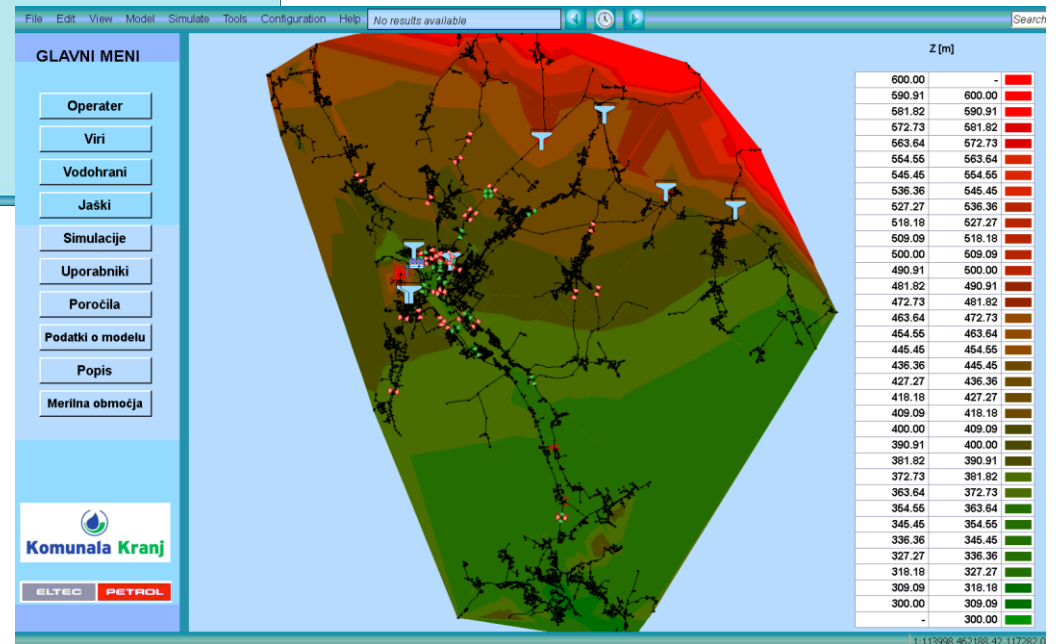 File Edit View Model Simulate Tools Configuration Help No results available Search
GLAVNI MENI
Operater
Viri
Vodohrani
Jaški
Simulacije
Uporabniki
Poročila
Podatki o modelu
Popis
Merilna območja
Komunala Kranj
ELTEC PETROL
Z [m]
600.00 -
590.91 600.00
581.82 590.91
572.73 581.82
563.64 572.73
554.55 563.64
545.45 554.55
536.36 545.45
527.27 536.36
518.18 527.27
509.09 518.18
500.00 509.09
490.91 500.00
481.82 490.91
472.73 481.82
463.64 472.73
454.55 463.64
445.45 454.55
436.36 445.45
427.27 436.36
418.18 427.27
409.09 418.18
400.00 409.09
390.91 400.00
381.82 390.91
372.73 381.82
363.64 372.73
354.55 363.64
345.45 354.55
336.36 345.45
327.27 336.36
318.18 327.27
309.09 318.18
300.00 309.09
- 300.00